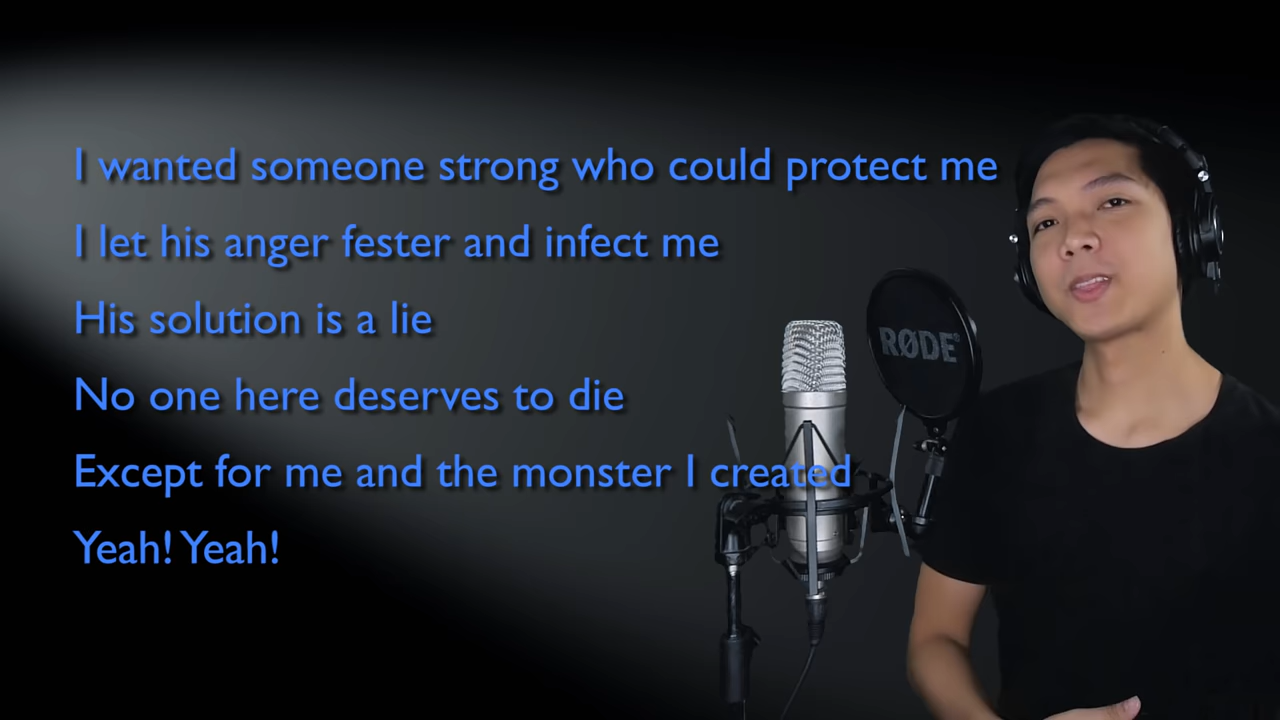 I wanted someone strong who could protect me
I let his anger fester and infect me
His solution is a lie
No one here deserves to die
Except for me and the monster I created
Yeah! Yeah!
RØDE